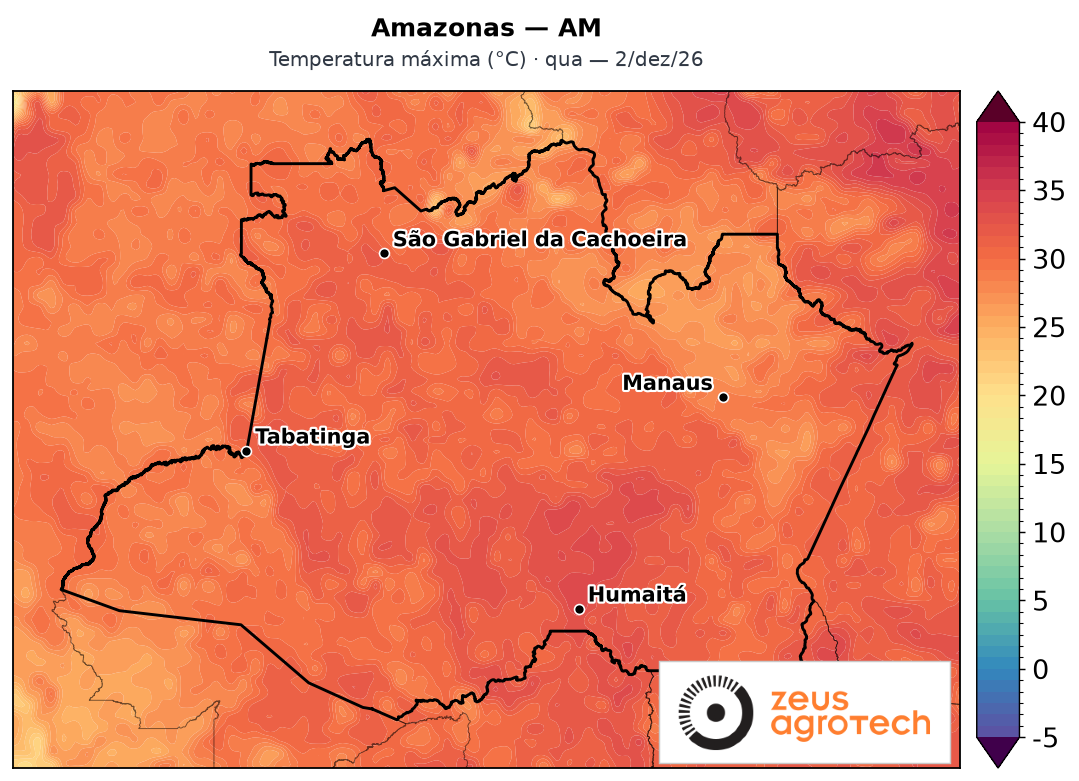 Amazonas — AM
Temperatura máxima (°C) · qua — 2/dez/26
São Gabriel da Cachoeira
Manaus
Tabatinga
Humaitá
40
35
30
25
20
15
10
5
0
-5
zeus
agrotech